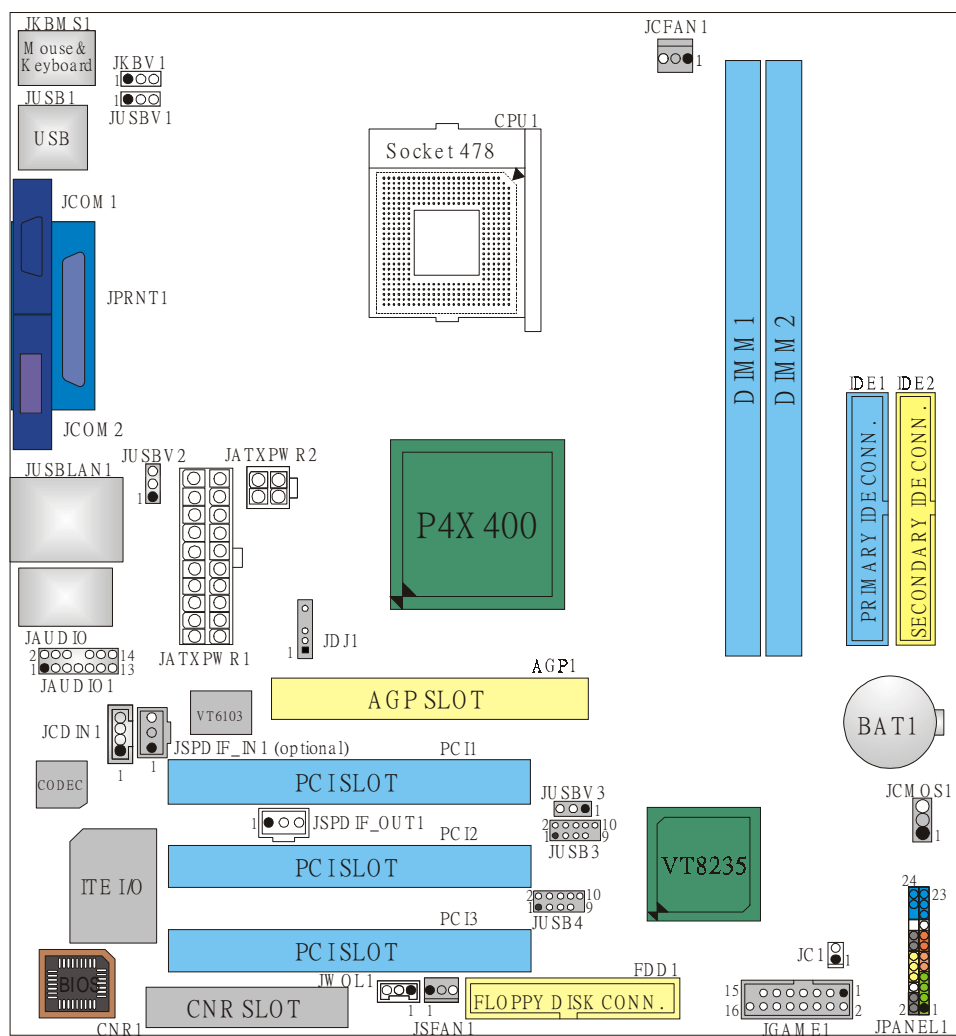 JKBMS1
Mouse&
Keyboard
JKBV1
1
1
JUSBV1
JUSB1
USB
JCFAN1
1
CPU1
Socket 478
JCOM1
JPRNT1
JCOM2
DIMM1
DIMM2
IDE1 IDE2
PRIMARY IDE CONN.
SECONDARY IDE CONN.
JUSBLAN1
JUSBV2
1
JATXPWR2
P4X 400
JATXPWR1
JDJ1
1
JAUDIO
2 14
1 13
JAUDIO1
AGP1
AGP SLOT
VT6103
JCDIN1
1
1
JSPDIF_IN1 (optional)
CODEC
PCI1
PCI SLOT
BAT1
JCMOS1
1
JSPDIF_OUT1
1
JUSBV3
1
2 10
1 9
JUSB3
PCI2
PCI SLOT
VT8235
ITE I/O
2 10
1 9
JUSB4
PCI3
PCI SLOT
24
23
2 1
JPANEL1
JC1
1
BIOS
CNR1
CNR SLOT
JWOL1
1 1
JSFAN1
FDD1
FLOPPY DISK CONN.
15 1
16 2
JGAME1